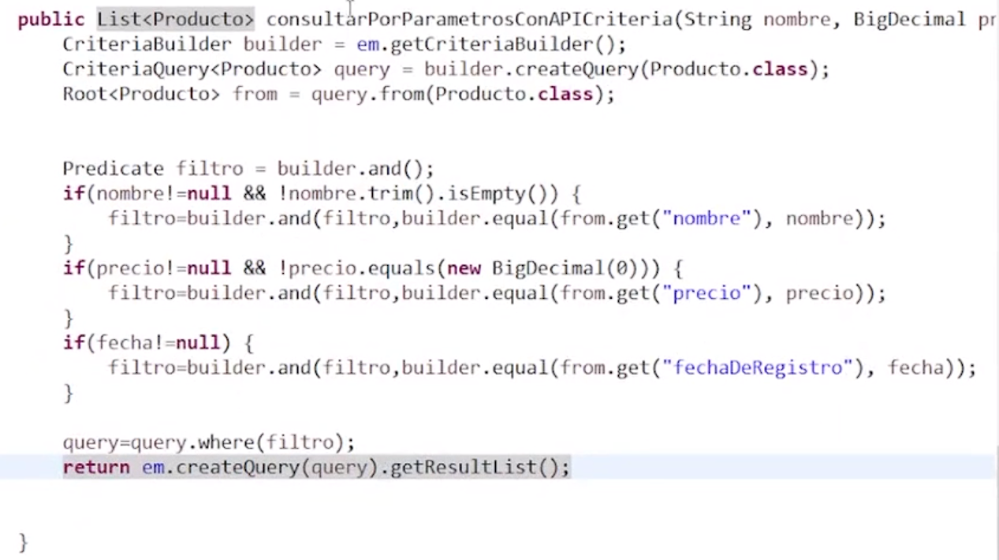 public List<Producto> consultarPorParametrosConAPICriteria(String nombre, BigDecimal pr
CriteriaBuilder builder = em.getCriteriaBuilder();
CriteriaQuery<Producto> query = builder.createQuery(Producto.class);
Root<Producto> from = query.from(Producto.class);
Predicate filtro = builder.and();
if(nombre!=null && !nombre.trim().isEmpty()) {
filtro=builder.and(filtro,builder.equal(from.get("nombre"), nombre));
}
if(precio!=null && !precio.equals(new BigDecimal(0))) {
filtro=builder.and(filtro,builder.equal(from.get("precio"), precio));
}
if(fecha!=null) {
filtro=builder.and(filtro,builder.equal(from.get("fechaDeRegistro"), fecha));
}
query=query.where(filtro);
return em.createQuery(query).getResultList();
}